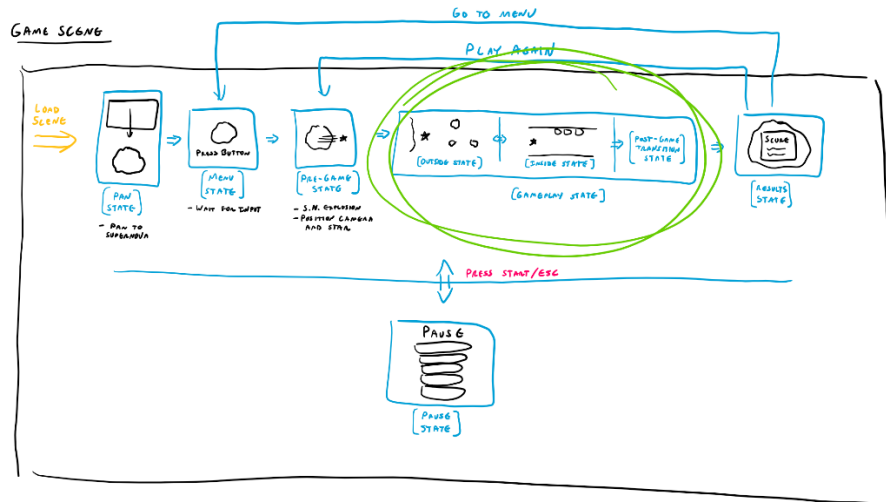 GO TO MENU
GAME SCENE
PLAY AGAIN
LOAD
SCENE
PRESS BUTTON
SCORE
[OUTSIDE STATE]
[INSIDE STATE]
[POST-GAME
TRANSITION
STATE]
[PAN
STATE]
[MENU
STATE]
[PRE-GAME
STATE]
[GAMEPLAY STATE]
[RESULTS
STATE]
- PAN TO
SUPERNOVA
- WAIT FOR INPUT
- S.N. EXPLOSION
- POSITION CAMERA
AND STAR
PRESS START/ESC
PAUSE
[PAUSE
STATE]